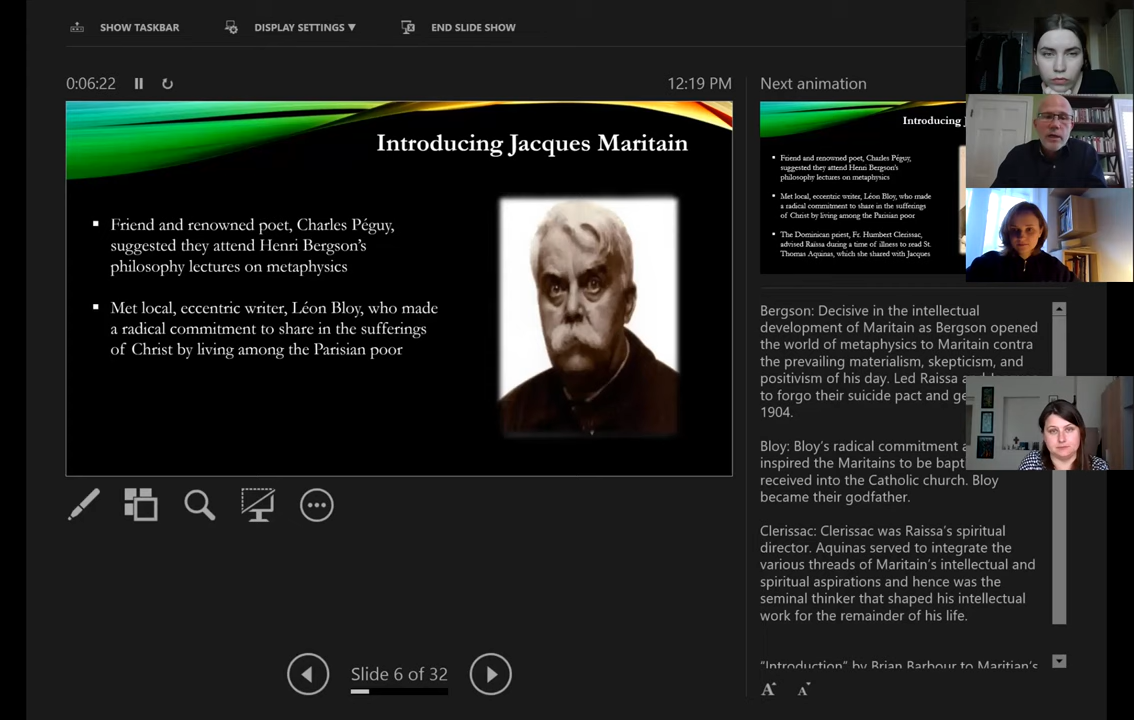 SHOW TASKBAR
DISPLAY SETTINGS ▼
END SLIDE SHOW
0:06:22
12:19 PM
Introducing Jacques Maritain
▪ Friend and renowned poet, Charles Péguy,
suggested they attend Henri Bergson's
philosophy lectures on metaphysics
▪ Met local, eccentric writer, Léon Bloy, who made
a radical commitment to share in the sufferings
of Christ by living among the Parisian poor
Slide 6 of 32
Next animation
Introducing
▪ Friend and renowned poet, Charles Péguy,
suggested they attend Henri Bergson's
philosophy lectures on metaphysics
▪ Met local, eccentric writer, Léon Bloy, who made
a radical commitment to share in the sufferings
of Christ by living among the Parisian poor
▪ The Dominican priest, Fr. Humbert Clerissac,
advised Raissa during a time of illness to read St.
Thomas Aquinas, which she shared with Jacques
Bergson: Decisive in the intellectual
development of Maritain as Bergson opened
the world of metaphysics to Maritain contra
the prevailing materialism, skepticism, and
positivism of his day. Led Raissa
to forgo their suicide pact and
1904.
Bloy: Bloy's radical commitment
inspired the Maritains to be
received into the Catholic church. Bloy
became their godfather.
Clerissac: Clerissac was Raissa's spiritual
director. Aquinas served to integrate the
various threads of Maritain's intellectual and
spiritual aspirations and hence was the
seminal thinker that shaped his intellectual
work for the remainder of his life.
"Introduction" by Brian Barbour to Maritian's
A A